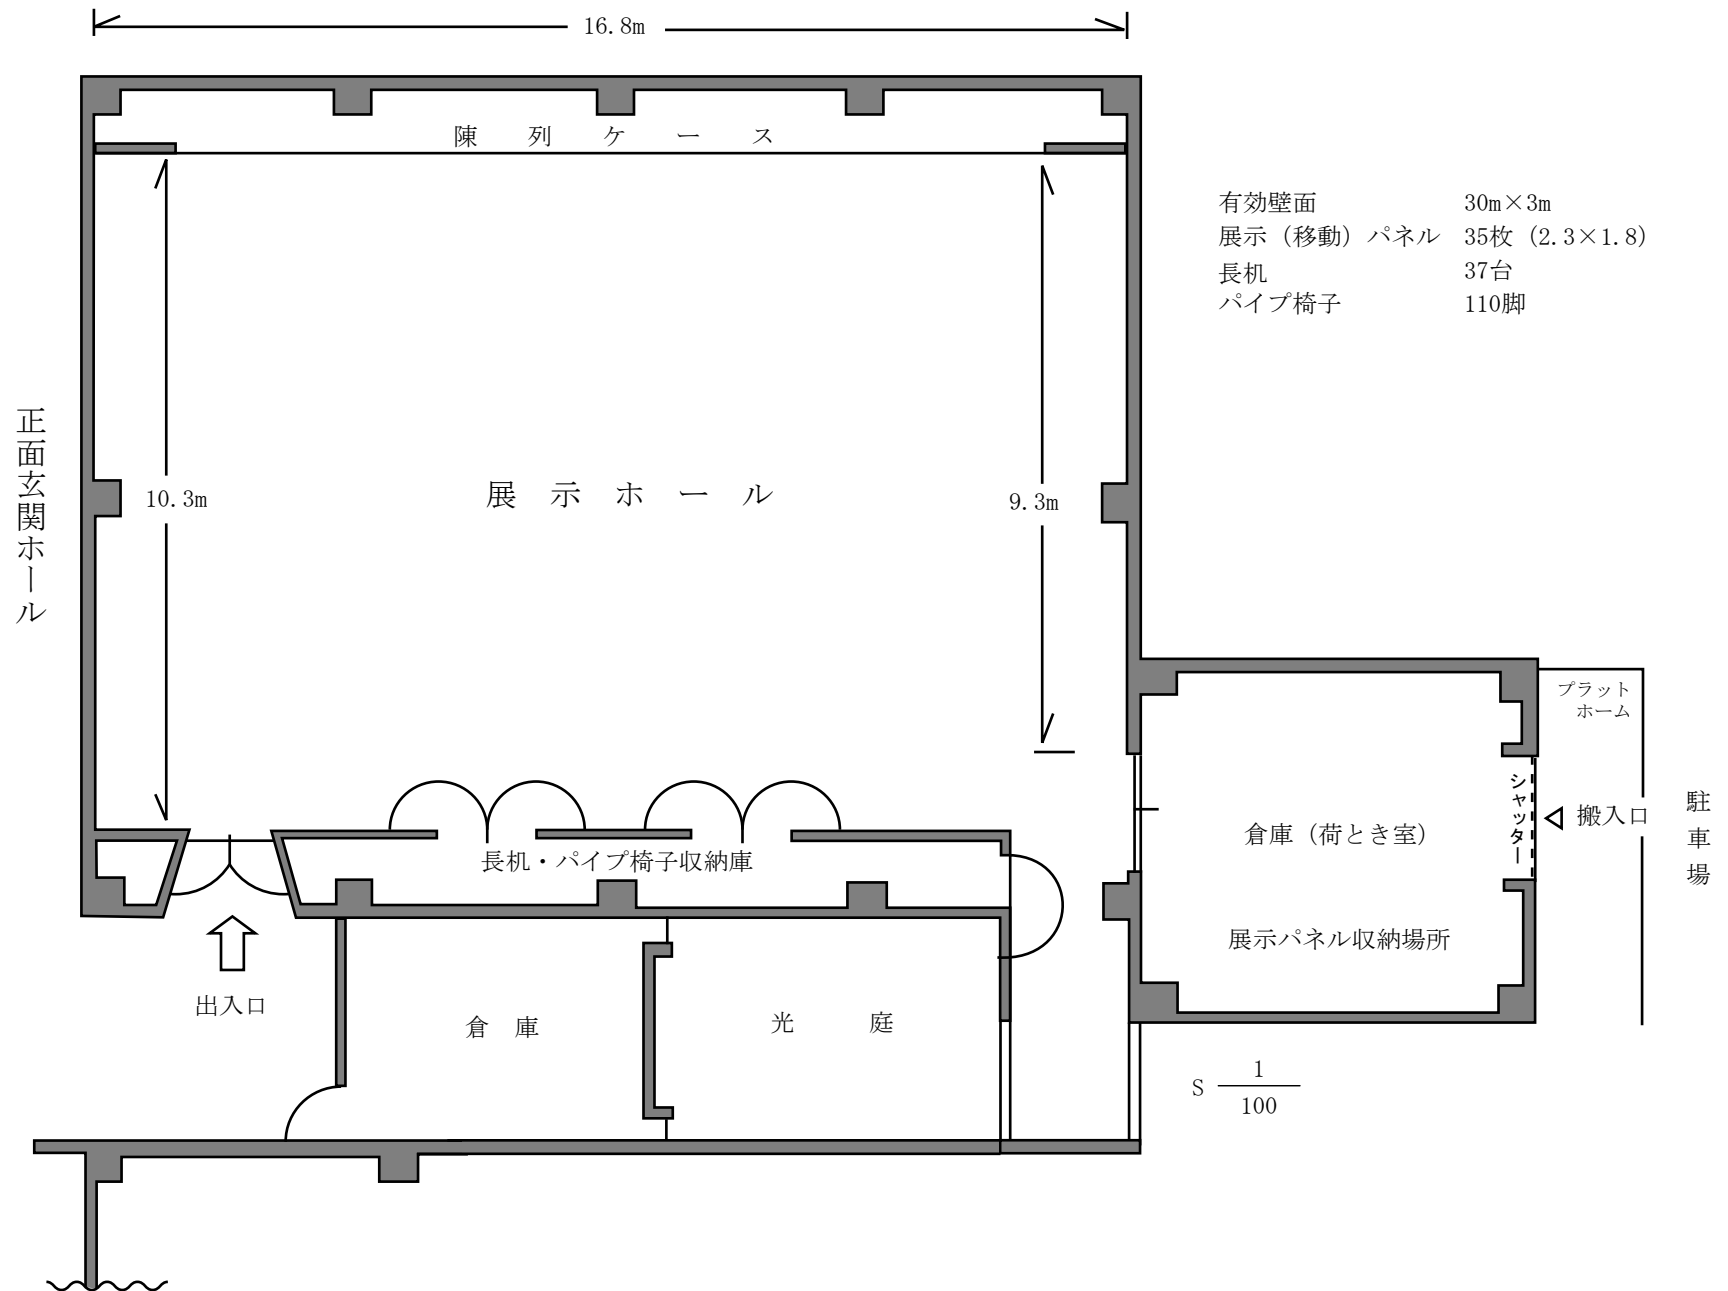 16.8m
陳列ケース
有効壁面 30m×3m
展示（移動）パネル 35枚（2.3×1.8）
長机 37台
パイプ椅子 110脚
正面玄関ホール
10.3m
展示ホール
9.3m
プラット
ホーム
シャッター
搬入口
駐車場
倉庫（荷とき室）
長机・パイプ椅子収納庫
展示パネル収納場所
出入口
倉庫
光庭
S 1
100